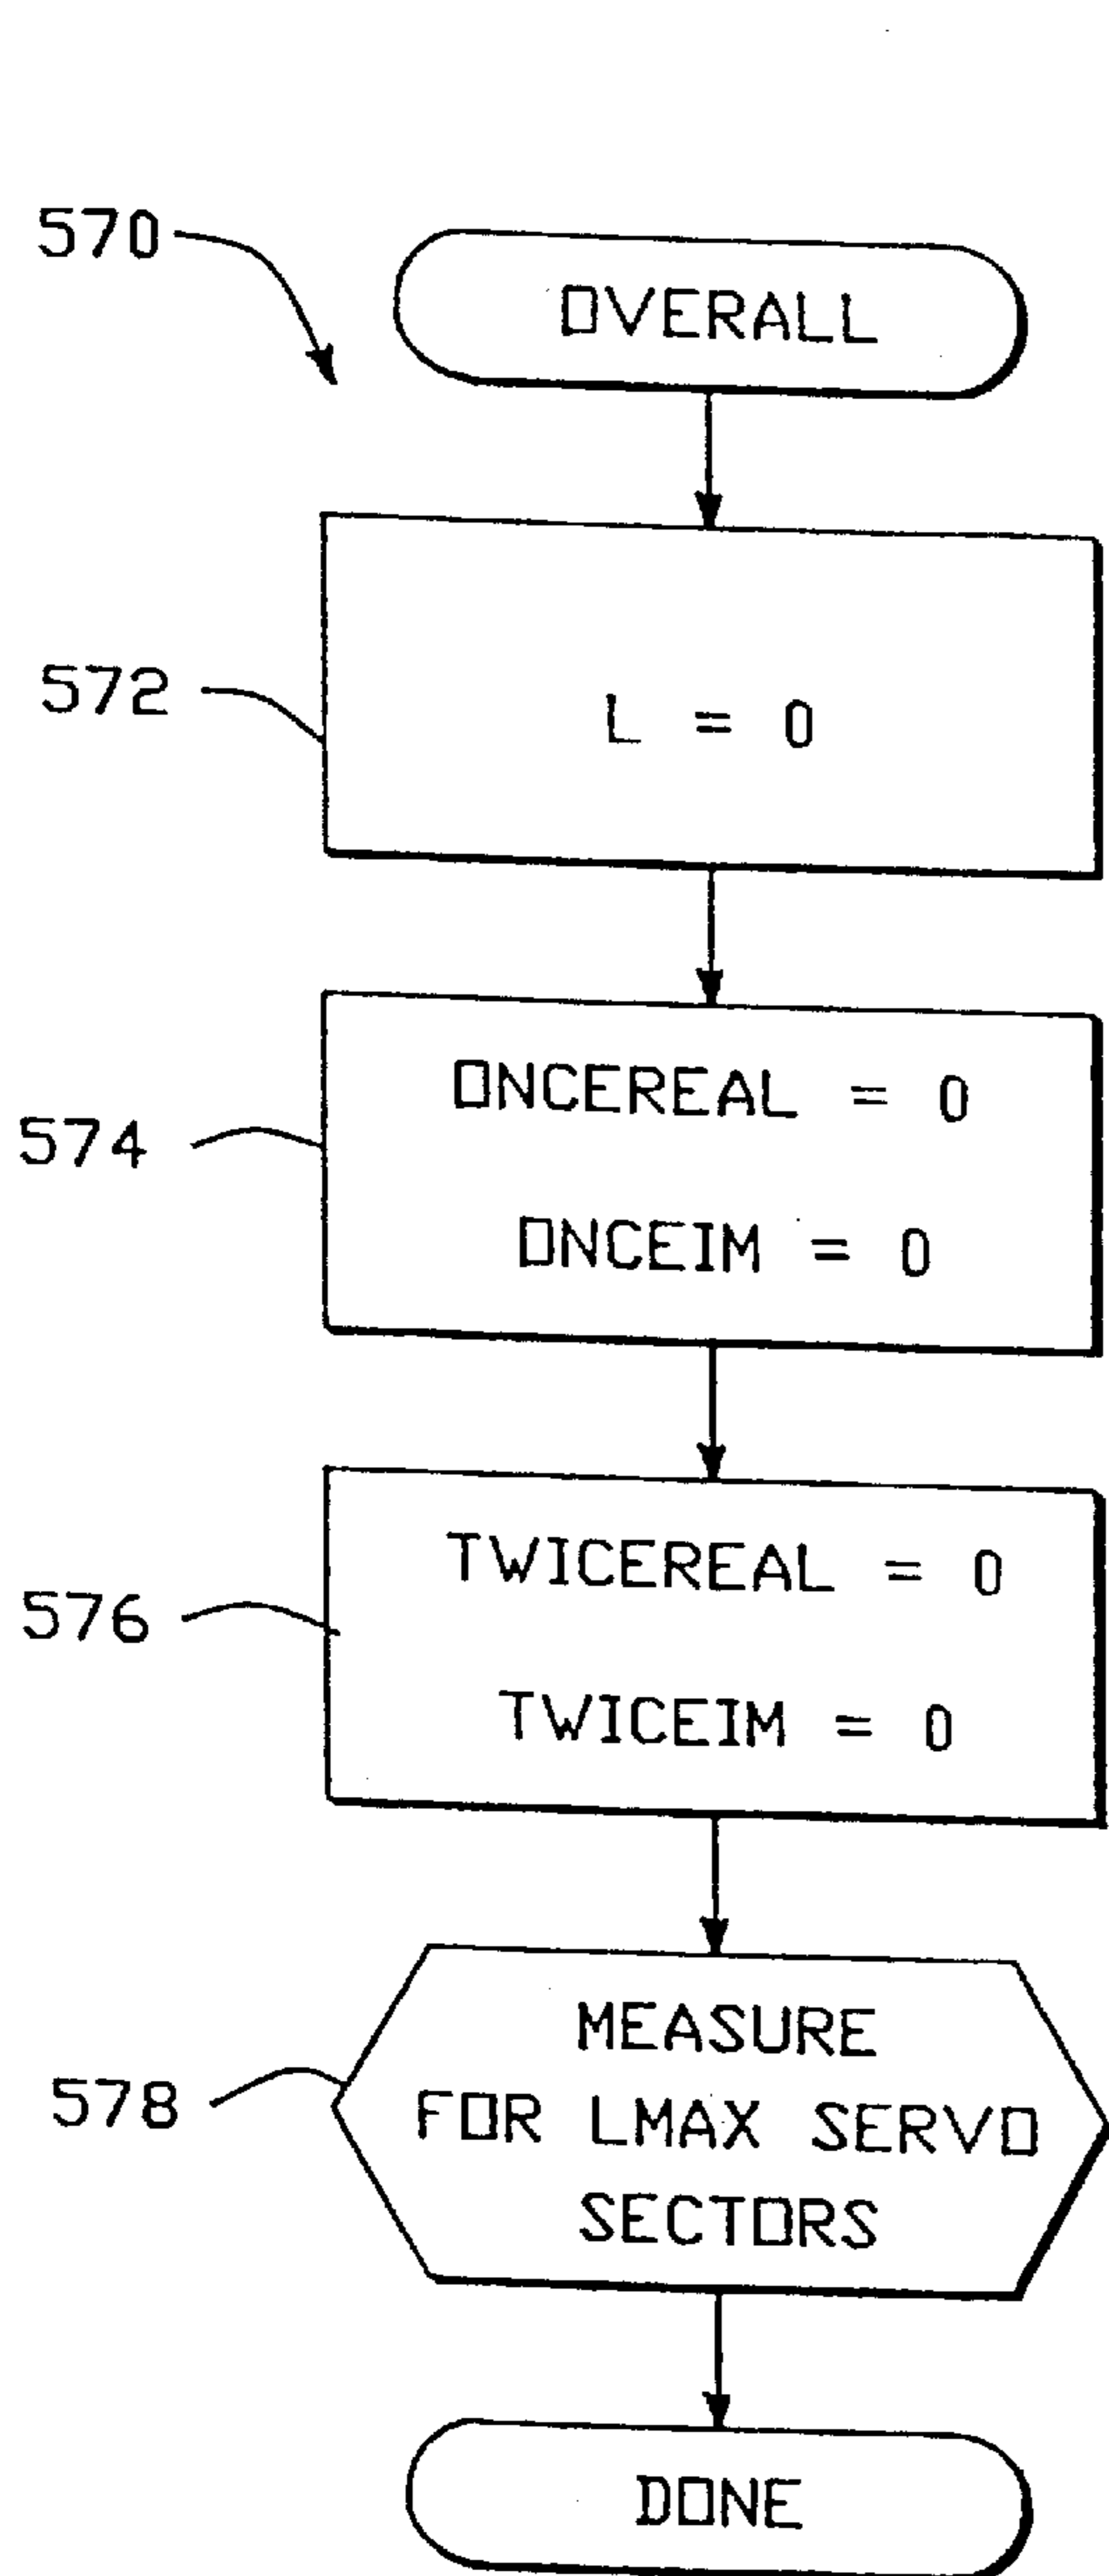 570
OVERALL
572
L = 0
574
ONCEREAL = 0
ONCEIM = 0
576
TWICEREAL = 0
TWICEIM = 0
578
MEASURE
FOR LMAX SERVO
SECTORS
DONE